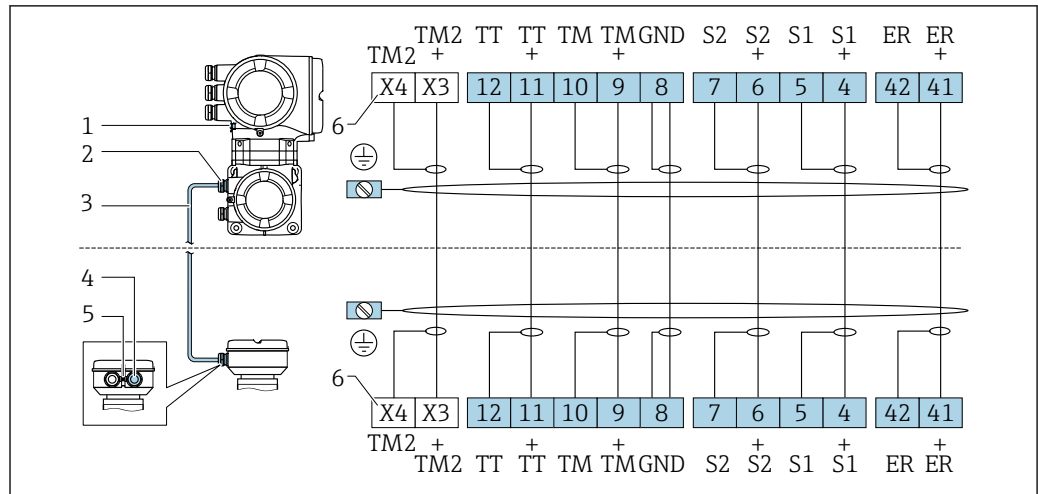 TM2 TT TT TM TM GND S2 S2 S1 S1 ER ER
TM2 + + + + + +
X4 X3 12 11 10 9 8 7 6 5 4 42 41
6
1
2
3
4
5
6
X4 X3 12 11 10 9 8 7 6 5 4 42 41
TM2 + + + + + +
TM2 TT TT TM TM GND S2 S2 S1 S1 ER ER